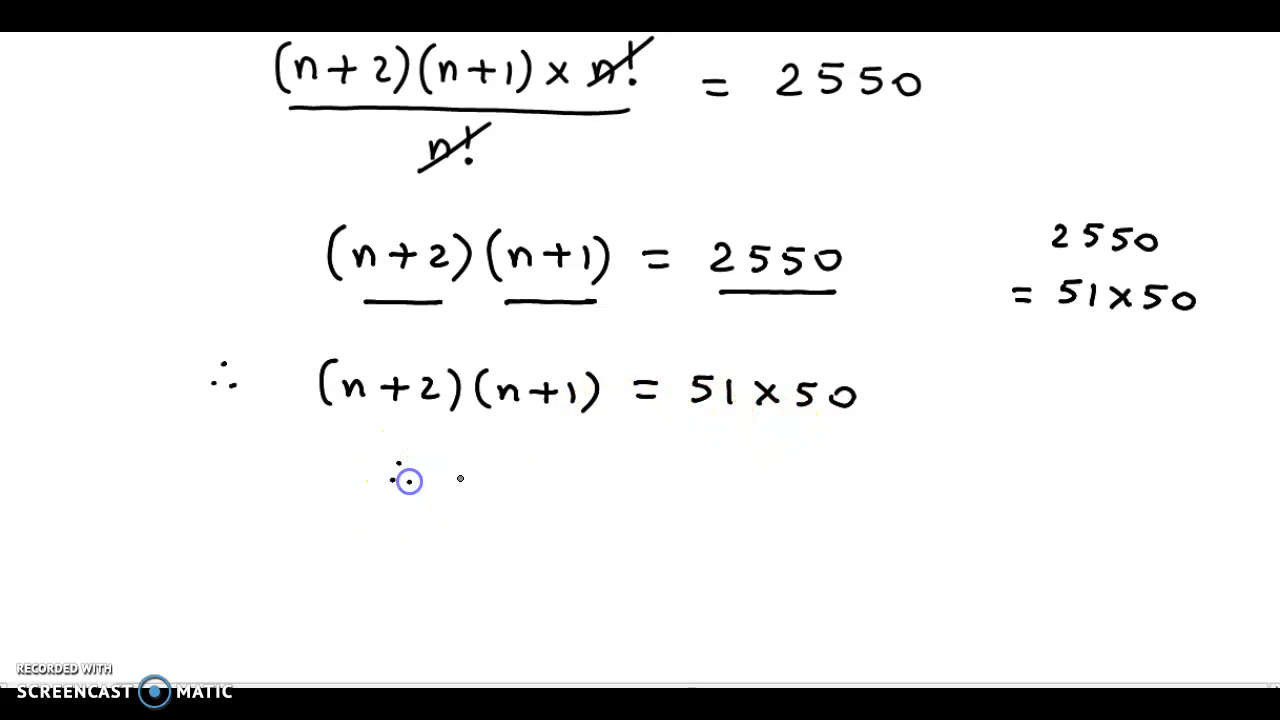 (n+2)(n+1) × n! = 2550
n!
(n+2)(n+1) = 2550
2550
= 51×50
∴ (n+2)(n+1) = 51×50
∴
RECORDED WITH
SCREENCAST MATIC